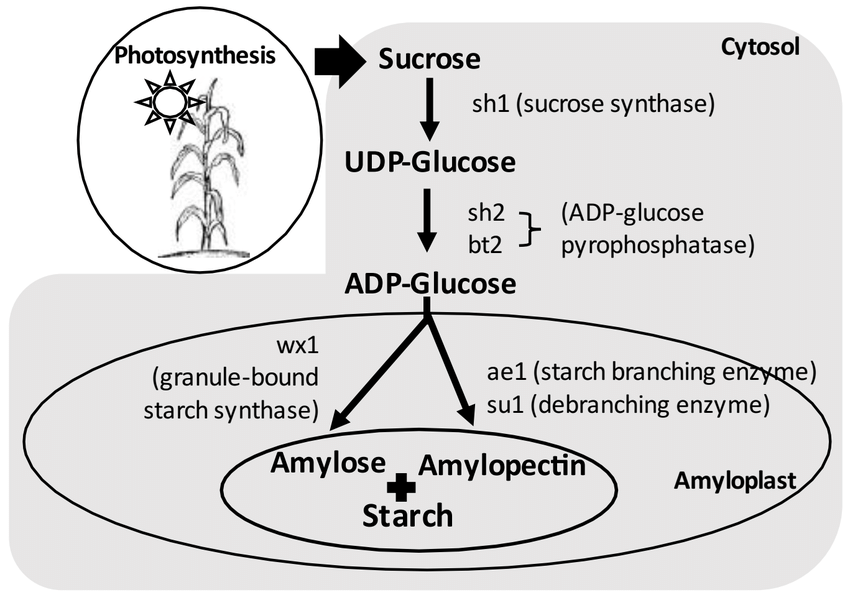 Photosynthesis
Sucrose
Cytosol
sh1 (sucrose synthase)
UDP-Glucose
sh2
bt2
(ADP-glucose
pyrophosphatase)
ADP-Glucose
wx1
(granule-bound
starch synthase)
ae1 (starch branching enzyme)
su1 (debranching enzyme)
Amylose
Amylopectin
Starch
Amyloplast